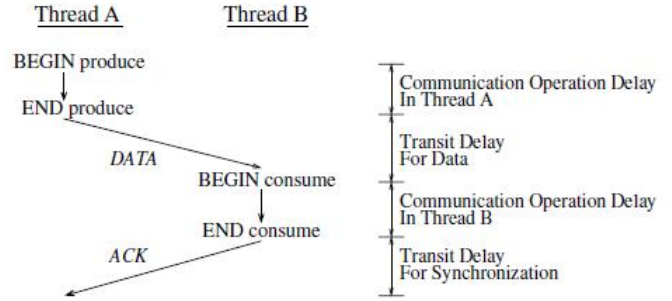 Thread A Thread B
BEGIN produce
END produce
DATA
BEGIN consume
END consume
ACK
Communication Operation Delay
In Thread A
Transit Delay
For Data
Communication Operation Delay
In Thread B
Transit Delay
For Synchronization